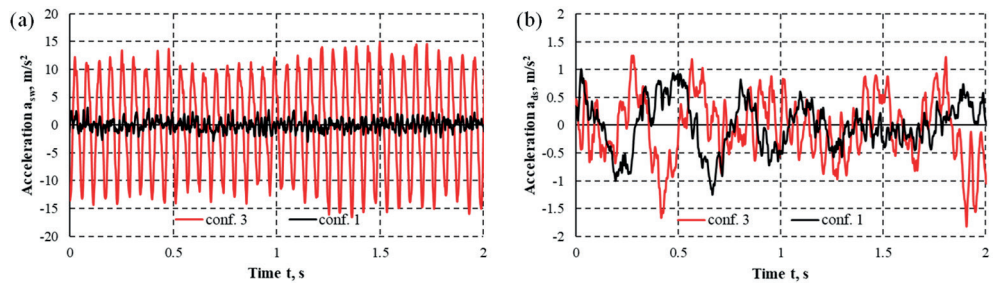 (a)
Acceleration a_sw, m/s²
20
15
10
5
0
-5
-10
-15
-20
conf. 3
conf. 1
0
0.5
1
1.5
2
Time t, s
(b)
Acceleration a_ds, m/s²
2
1.5
1
0.5
0
-0.5
-1
-1.5
-2
conf. 3
conf. 1
0
0.5
1
1.5
2
Time t, s